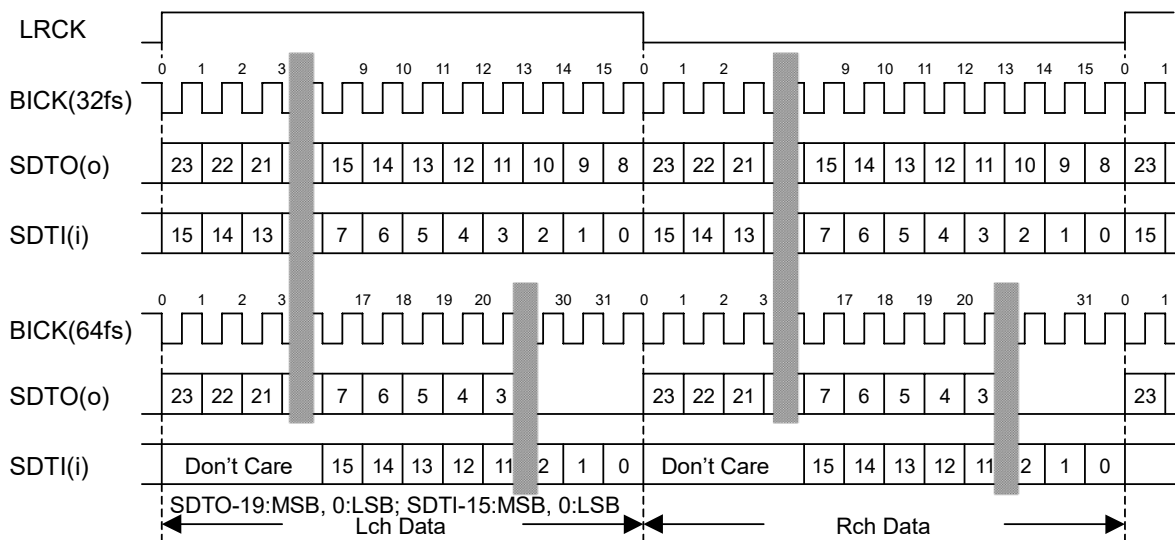 LRCK
0 1 2 3 9 10 11 12 13 14 15 0 1 2 9 10 11 12 13 14 15 0 1
BICK(32fs)
SDTO(o) 23 22 21 15 14 13 12 11 10 9 8 23 22 21 15 14 13 12 11 10 9 8 23
SDTI(i) 15 14 13 7 6 5 4 3 2 1 0 15 14 13 7 6 5 4 3 2 1 0 15
0 1 2 3 17 18 19 20 30 31 0 1 2 3 17 18 19 20 31 0 1
BICK(64fs)
SDTO(o) 23 22 21 7 6 5 4 3 23 22 21 7 6 5 4 3 23
SDTI(i) Don't Care 15 14 13 12 11 2 1 0 Don't Care 15 14 13 12 11 2 1 0
SDTO-19:MSB, 0:LSB; SDTI-15:MSB, 0:LSB
Lch Data Rch Data